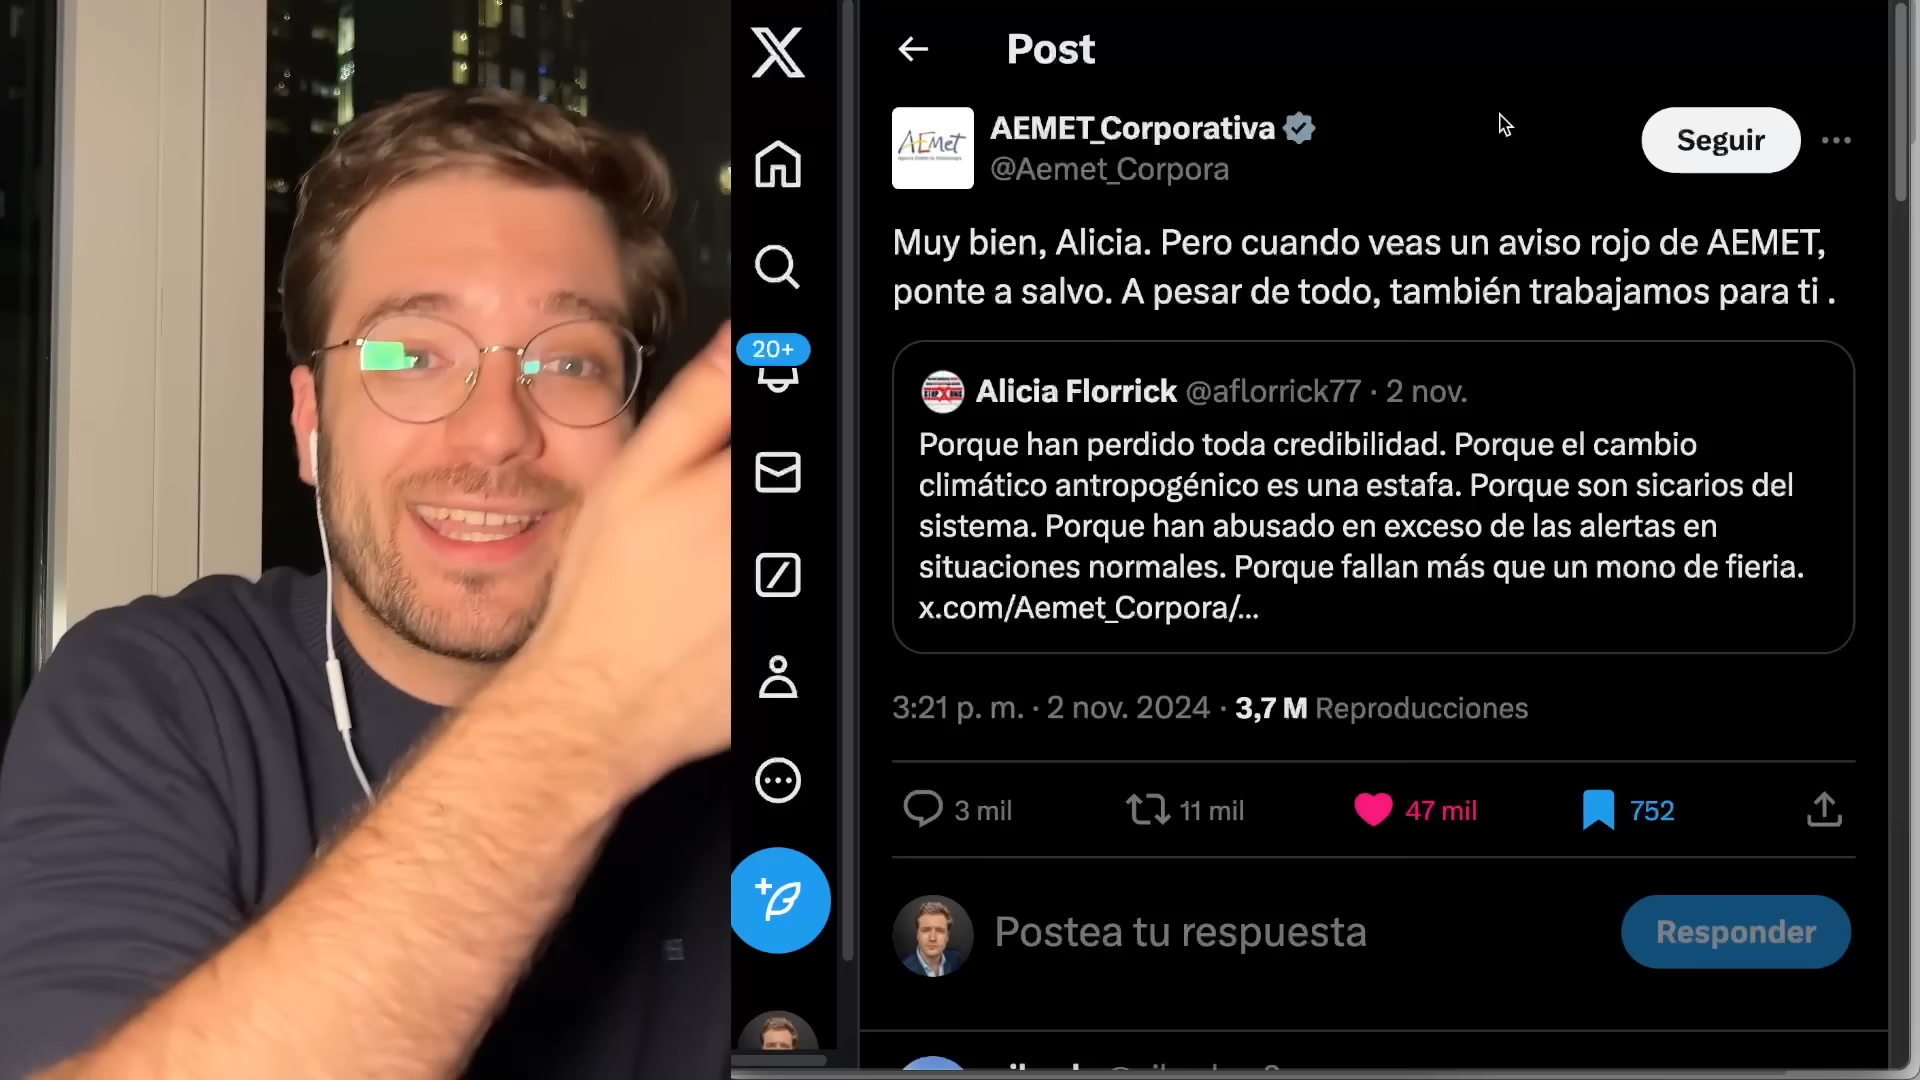 Post
AEMET_Corporativa
@Aemet_Corpora
Seguir
AEmet
20+
Muy bien, Alicia. Pero cuando veas un aviso rojo de AEMET,
ponte a salvo. A pesar de todo, también trabajamos para ti .
Alicia Florrick @aflorrick77 · 2 nov.
Porque han perdido toda credibilidad. Porque el cambio
climático antropogénico es una estafa. Porque son sicarios del
sistema. Porque han abusado en exceso de las alertas en
situaciones normales. Porque fallan más que un mono de fieria.
x.com/Aemet_Corpora/...
3:21 p. m. · 2 nov. 2024 · 3,7 M Reproducciones
3 mil
11 mil
47 mil
752
Postea tu respuesta
Responder